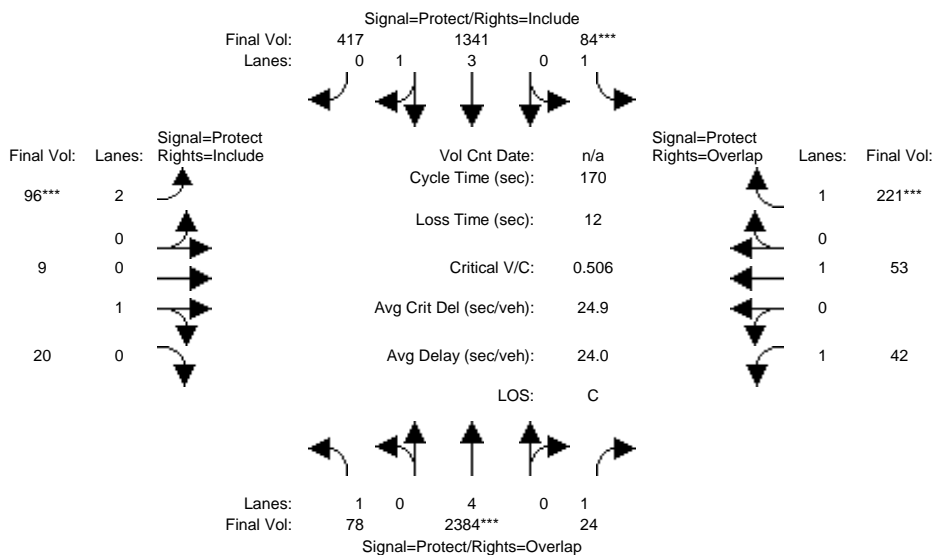 Signal=Protect/Rights=Include
Final Vol: 417 1341 84***
Lanes: 0 1 3 0 1
Signal=Protect
Final Vol: Lanes: Rights=Include
Vol Cnt Date: n/a
Signal=Protect
Rights=Overlap Lanes: Final Vol:
Cycle Time (sec): 170
96*** 2
1 221***
Loss Time (sec): 12
0
0
9 0
Critical V/C: 0.506
1 53
1
Avg Crit Del (sec/veh): 24.9
0
20 0
Avg Delay (sec/veh): 24.0
1 42
LOS: C
Lanes: 1 0 4 0 1
Final Vol: 78 2384*** 24
Signal=Protect/Rights=Overlap